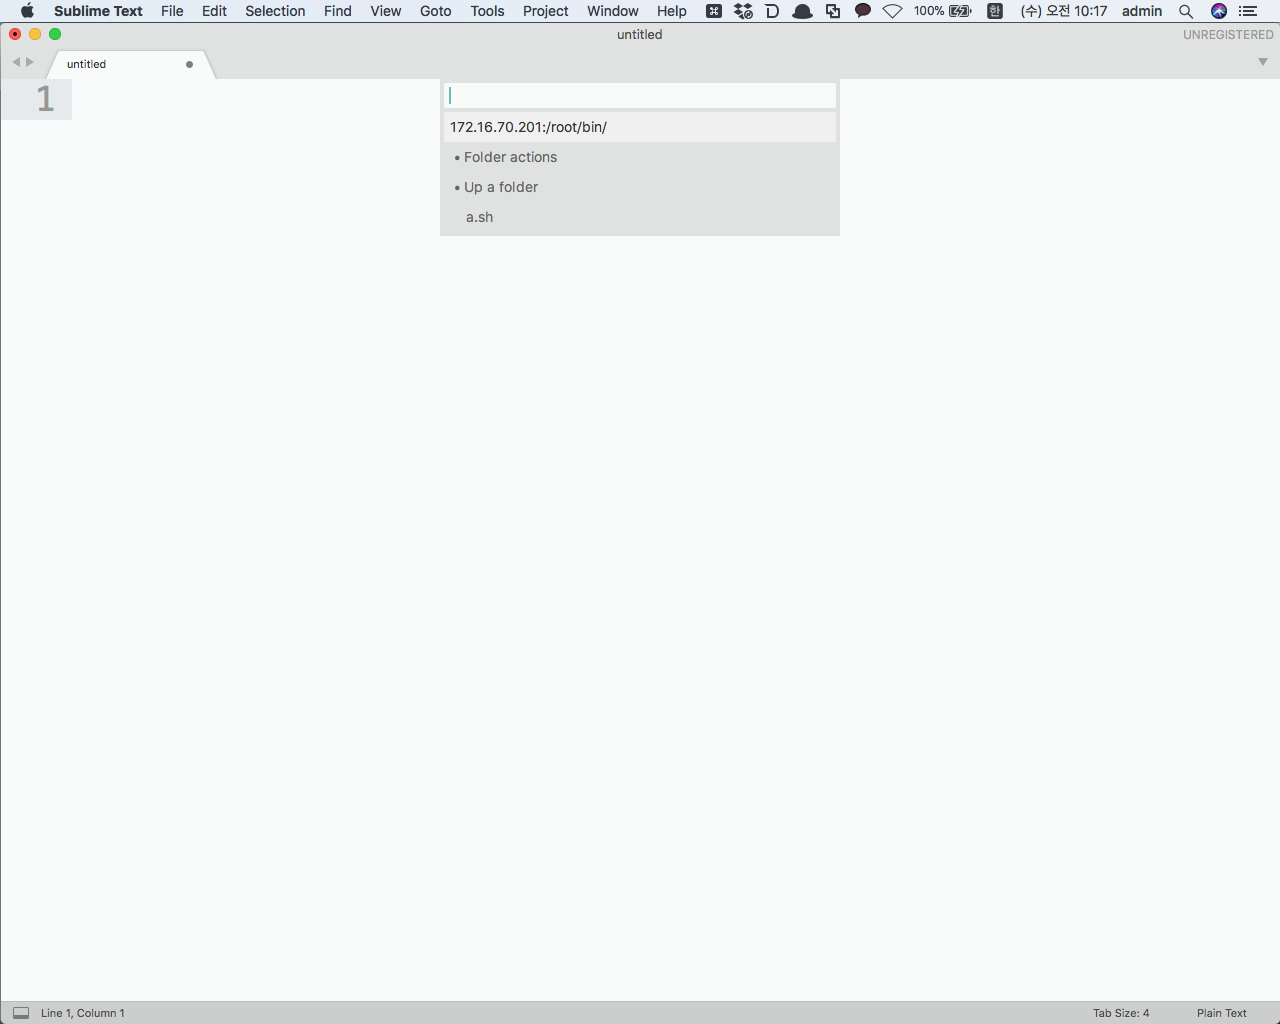 Sublime Text File Edit Selection Find View Goto Tools Project Window Help 100% 한 (수) 오전 10:17 admin
untitled UNREGISTERED
untitled
1
172.16.70.201:/root/bin/
• Folder actions
• Up a folder
a.sh
Line 1, Column 1 Tab Size: 4 Plain Text